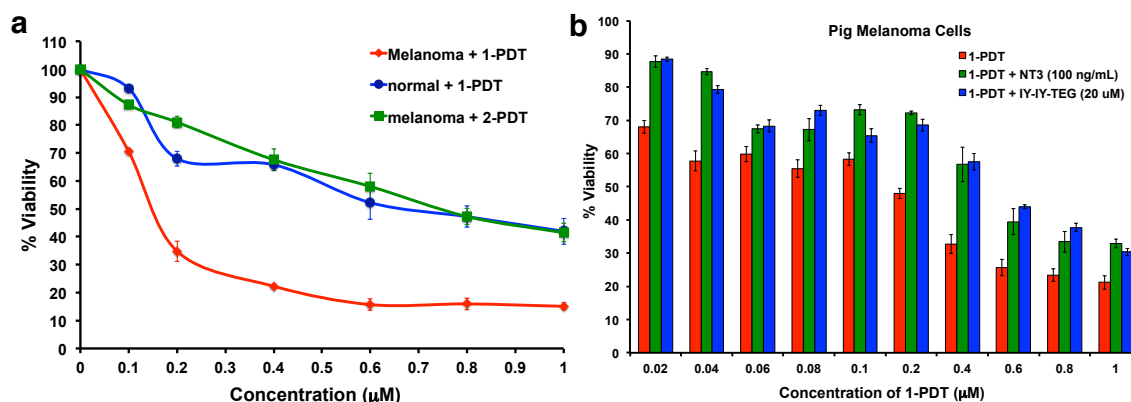 a
110
100
90
80
70
60
50
40
30
20
10
0
% Viability
0 0.1 0.2 0.3 0.4 0.5 0.6 0.7 0.8 0.9 1
Concentration (μM)
Melanoma + 1-PDT
normal + 1-PDT
melanoma + 2-PDT
b
Pig Melanoma Cells
100
90
80
70
60
50
40
30
20
10
0
% Viability
1-PDT
1-PDT + NT3 (100 ng/mL)
1-PDT + IY-IY-TEG (20 uM)
0.02 0.04 0.06 0.08 0.1 0.2 0.4 0.6 0.8 1
Concentration of 1-PDT (μM)